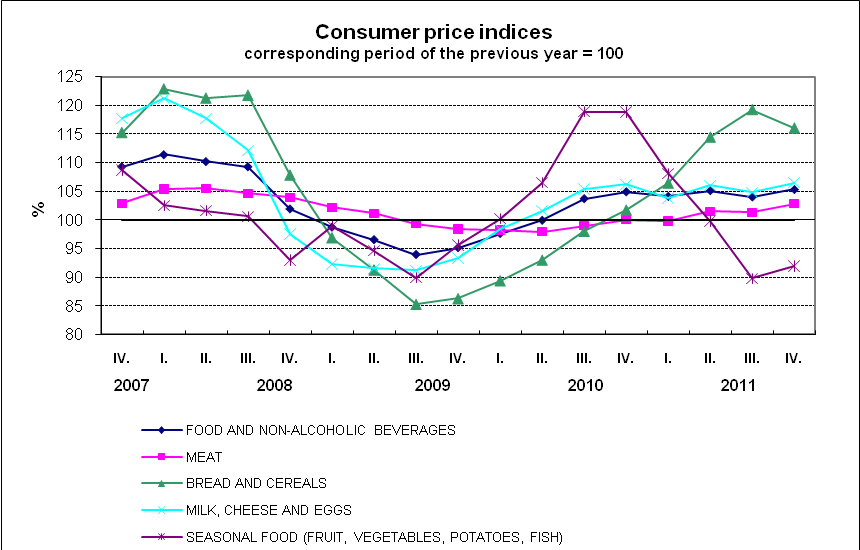 Consumer price indices
corresponding period of the previous year = 100
125
120
115
110
105
100
95
90
85
80
%
IV. I. II. III. IV. I. II. III. IV. I. II. III. IV. I. II. III. IV.
2007 2008 2009 2010 2011
FOOD AND NON-ALCOHOLIC BEVERAGES
MEAT
BREAD AND CEREALS
MILK, CHEESE AND EGGS
SEASONAL FOOD (FRUIT, VEGETABLES, POTATOES, FISH)